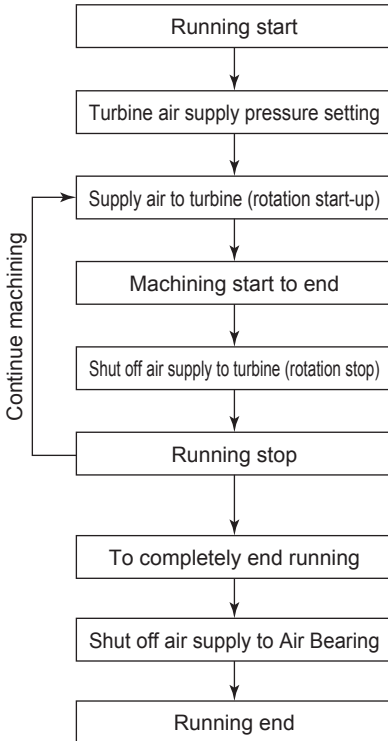 Running start
Turbine air supply pressure setting
Supply air to turbine (rotation start-up)
Continue machining
Machining start to end
Shut off air supply to turbine (rotation stop)
Running stop
To completely end running
Shut off air supply to Air Bearing
Running end